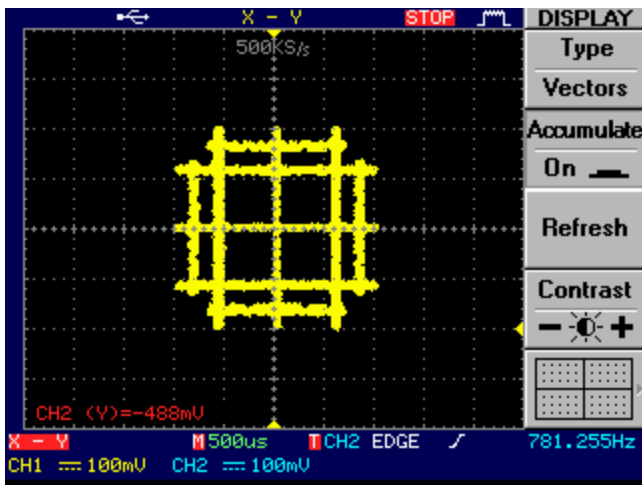 X - Y STOP DISPLAY
500KS/s
Type
Vectors
Accumulate
On
Refresh
Contrast
CH2 (Y)=-488mV
X - Y M 500us T CH2 EDGE 781.255Hz
CH1 100mV CH2 100mV